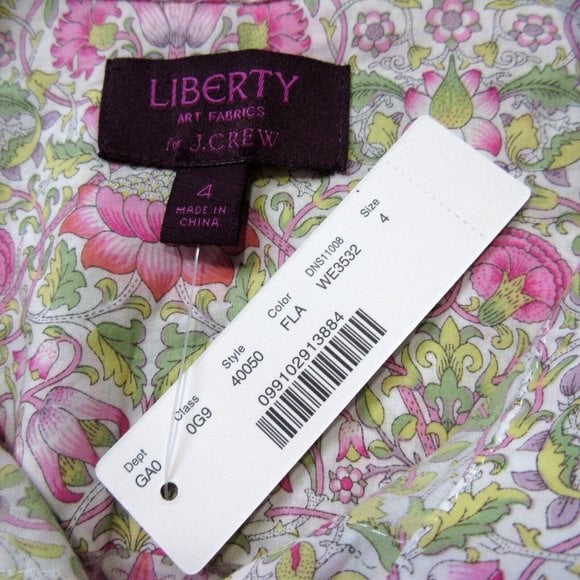 LIBERTY
ART FABRICS
for J.CREW
4
MADE IN
CHINA
Dept Class Style Color DNS11008 Size
GA0 0G9 40050 FLA WE3532 4
099102913884